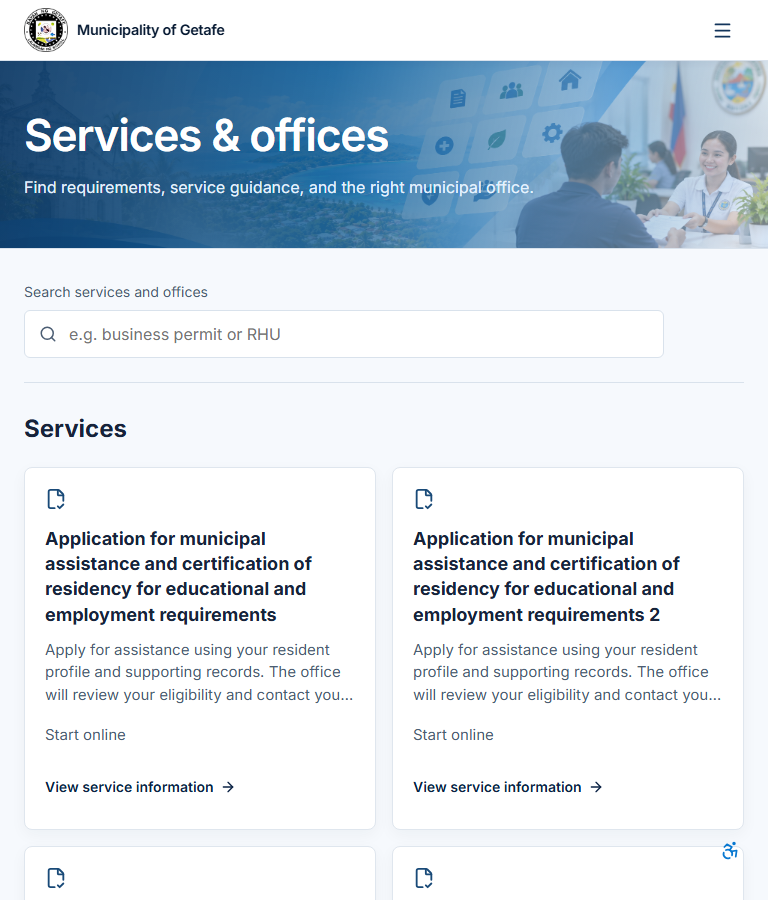 Municipality of Getafe
Services & offices
Find requirements, service guidance, and the right municipal office.
Search services and offices
e.g. business permit or RHU
Services
Application for municipal
assistance and certification of
residency for educational and
employment requirements
Apply for assistance using your resident
profile and supporting records. The office
will review your eligibility and contact you...
Start online
View service information
Application for municipal
assistance and certification of
residency for educational and
employment requirements 2
Apply for assistance using your resident
profile and supporting records. The office
will review your eligibility and contact you...
Start online
View service information